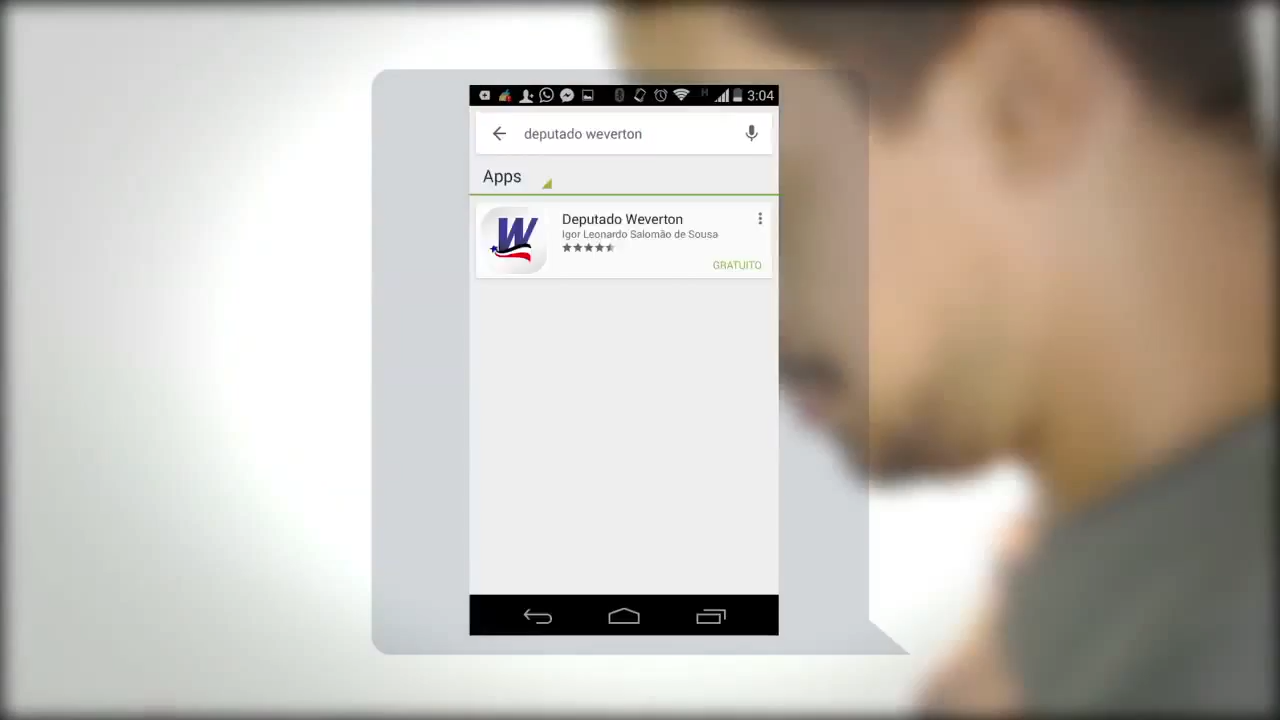 3:04
deputado weverton
Apps
W
Deputado Weverton
Igor Leonardo Salomão de Sousa
GRATUITO